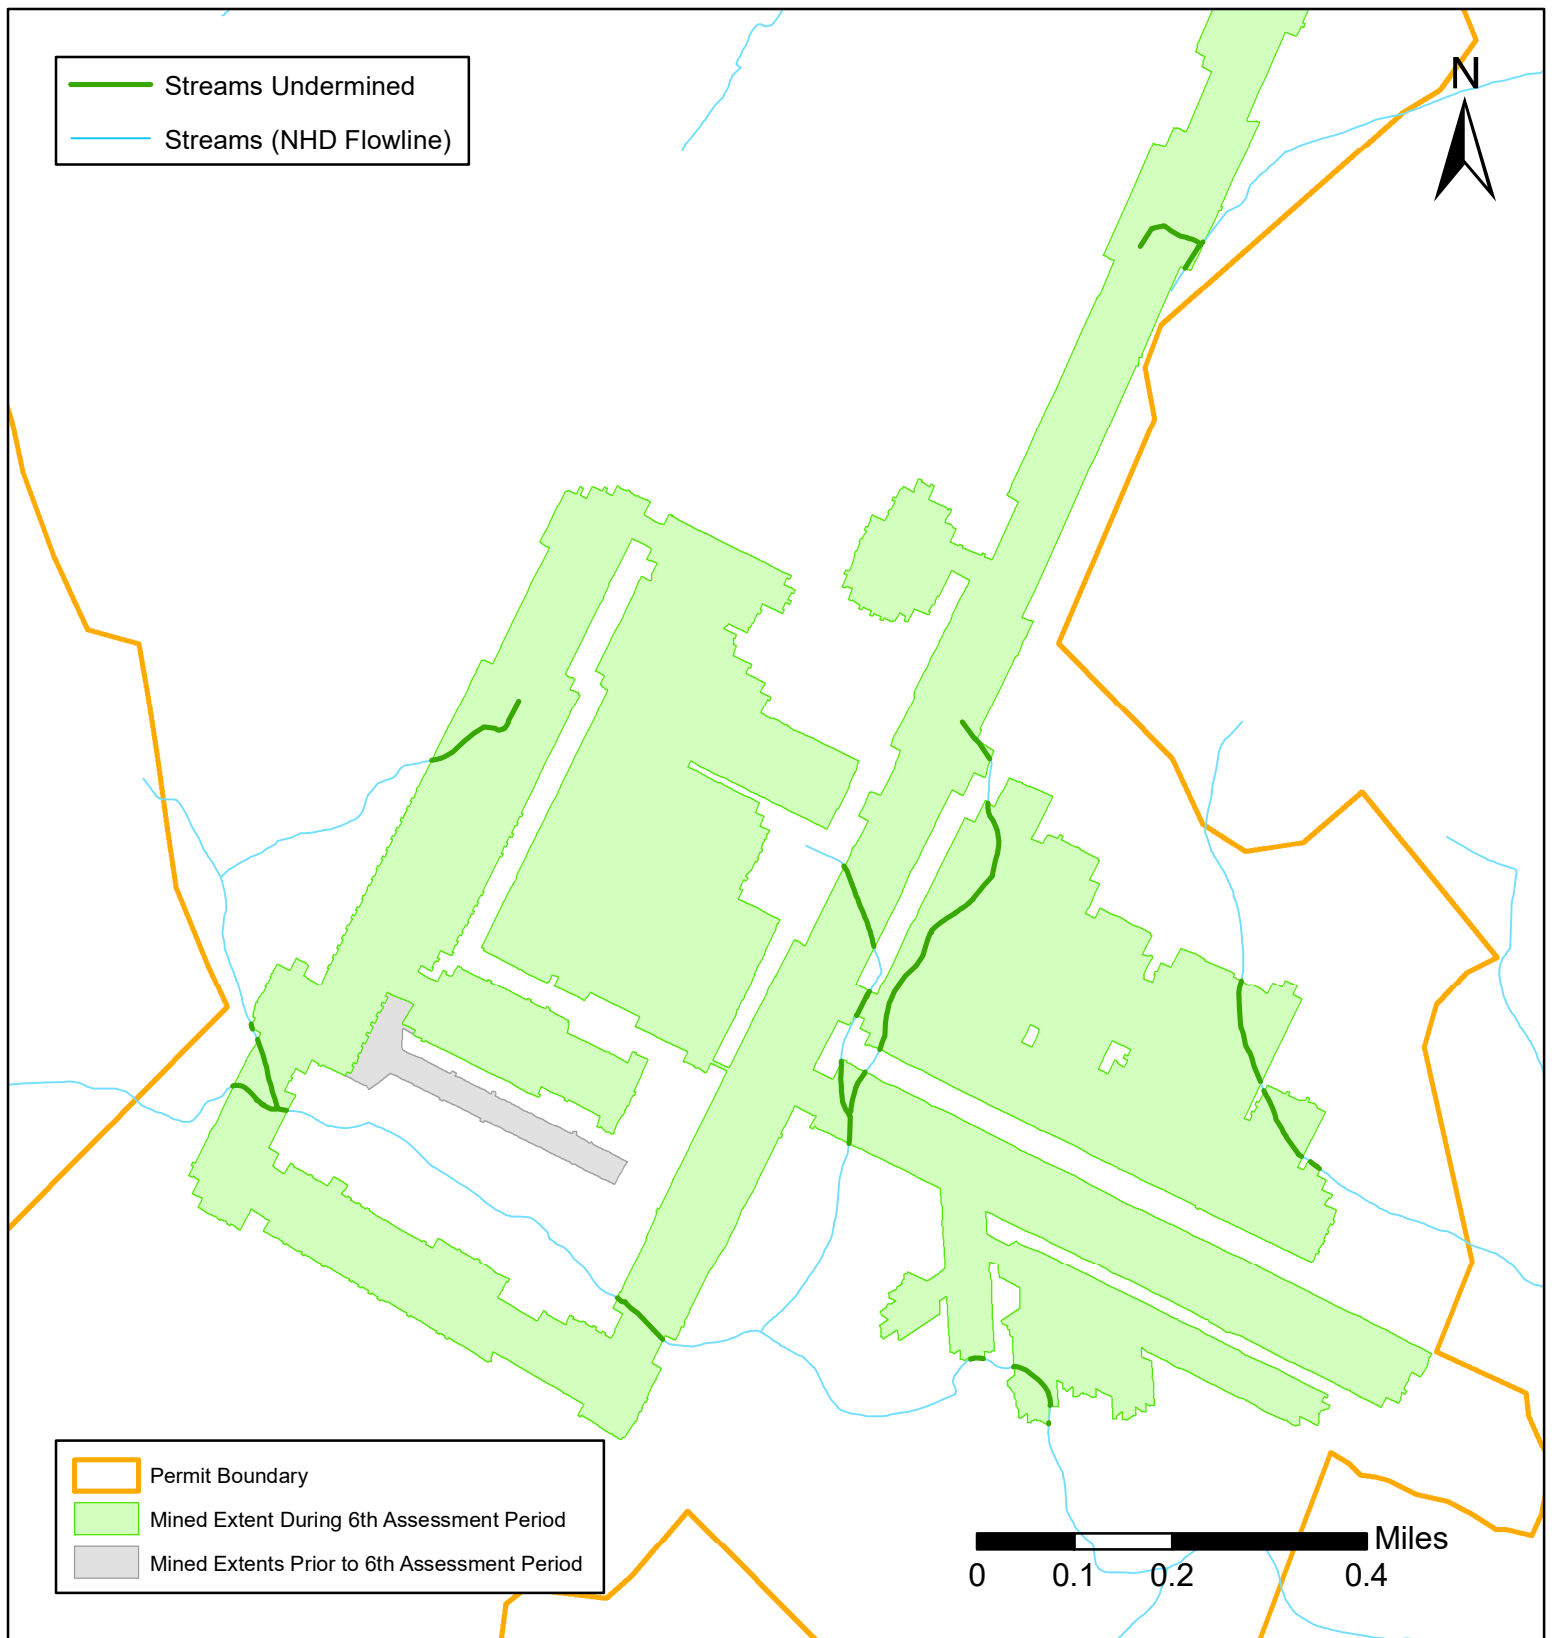 Streams Undermined
Streams (NHD Flowline)
N
Permit Boundary
Mined Extent During 6th Assessment Period
Mined Extents Prior to 6th Assessment Period
Miles
0 0.1 0.2 0.4